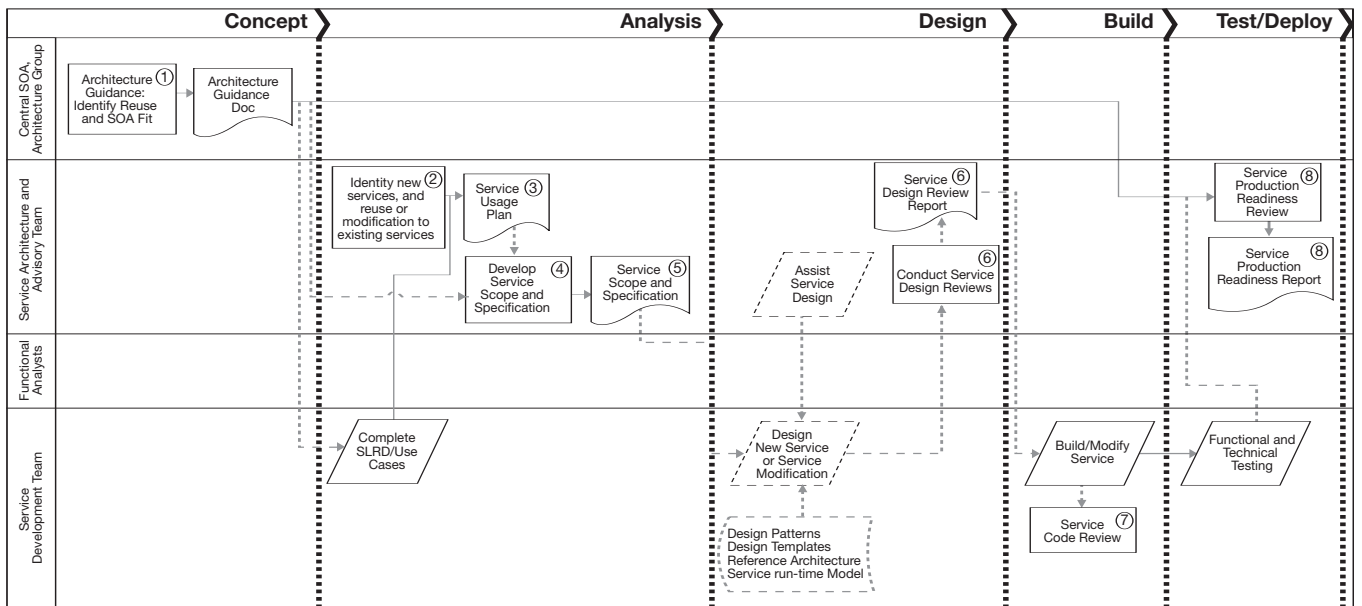 Concept
Analysis
Design
Build
Test/Deploy
Central SOA,
Architecture Group
Architecture
Guidance:
Identify Reuse
and SOA Fit
1
Architecture
Guidance
Doc
Service Architecture and
Advisory Team
Identity new
services, and
reuse or
modification to
existing services
2
Service
Usage
Plan
3
Develop
Service
Scope and
Specification
4
Service
Scope and
Specification
5
Assist
Service
Design
Service
Design Review
Report
6
Conduct Service
Design Reviews
6
Service
Production
Readiness
Review
8
Service
Production
Readiness Report
8
Functional
Analysts
Service
Development Team
Complete
SLRD/Use
Cases
Design
New Service
or Service
Modification
Design Patterns
Design Templates
Reference Architecture
Service run-time Model
Build/Modify
Service
Service
Code Review
7
Functional and
Technical
Testing